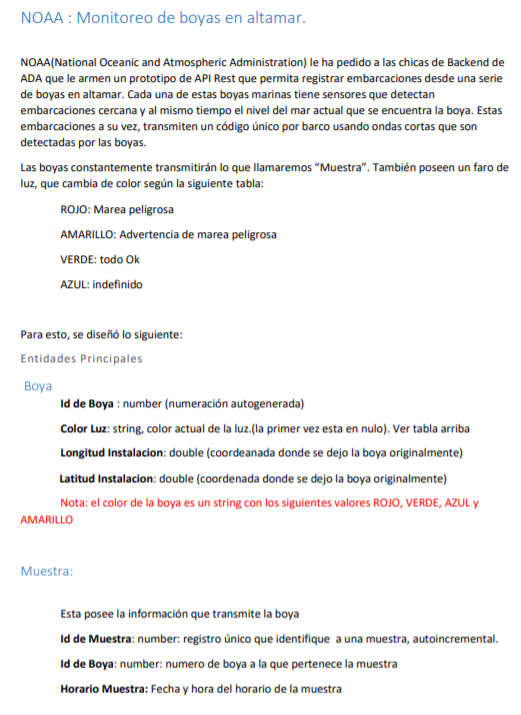 NOAA : Monitoreo de boyas en altamar.
NOAA(National Oceanic and Atmospheric Administration) le ha pedido a las chicas de Backend de
ADA que le armen un prototipo de API Rest que permita registrar embarcaciones desde una serie
de boyas en altamar. Cada una de estas boyas marinas tiene sensores que detectan
embarcaciones cercana y al mismo tiempo el nivel del mar actual que se encuentra la boya. Estas
embarcaciones a su vez, transmiten un código único por barco usando ondas cortas que son
detectadas por las boyas.
Las boyas constantemente transmitirán lo que llamaremos "Muestra". También poseen un faro de
luz, que cambia de color según la siguiente tabla:
ROJO: Marea peligrosa
AMARILLO: Advertencia de marea peligrosa
VERDE: todo Ok
AZUL: indefinido
Para esto, se diseñó lo siguiente:
Entidades Principales
Boya
Id de Boya : number (numeración autogenerada)
Color Luz: string, color actual de la luz.(la primer vez esta en nulo). Ver tabla arriba
Longitud Instalacion: double (coordeanada donde se dejo la boya originalmente)
Latitud Instalacion: double (coordenada donde se dejo la boya originalmente)
Nota: el color de la boya es un string con los siguientes valores ROJO, VERDE, AZUL y
AMARILLO
Muestra:
Esta posee la información que transmite la boya
Id de Muestra: number: registro único que identifique a una muestra, autoincremental.
Id de Boya: number: numero de boya a la que pertenece la muestra
Horario Muestra: Fecha y hora del horario de la muestra